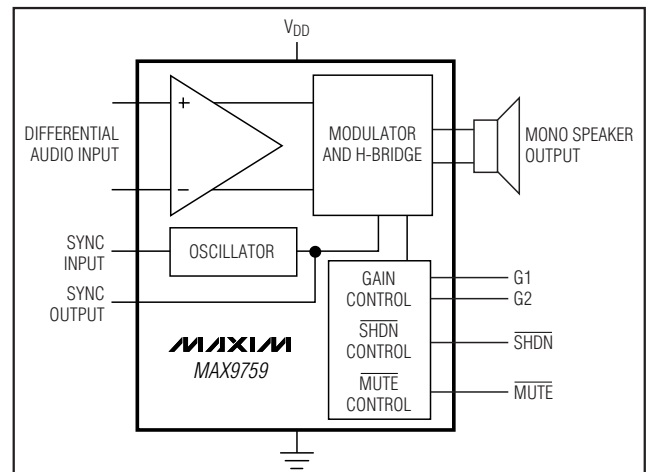 VDD
+
−
DIFFERENTIAL
AUDIO INPUT
MODULATOR
AND H-BRIDGE
MONO SPEAKER
OUTPUT
SYNC
INPUT
OSCILLATOR
SYNC
OUTPUT
GAIN
CONTROL
G1
G2
SHDN
CONTROL
SHDN
MUTE
CONTROL
MUTE
MAXIM
MAX9759